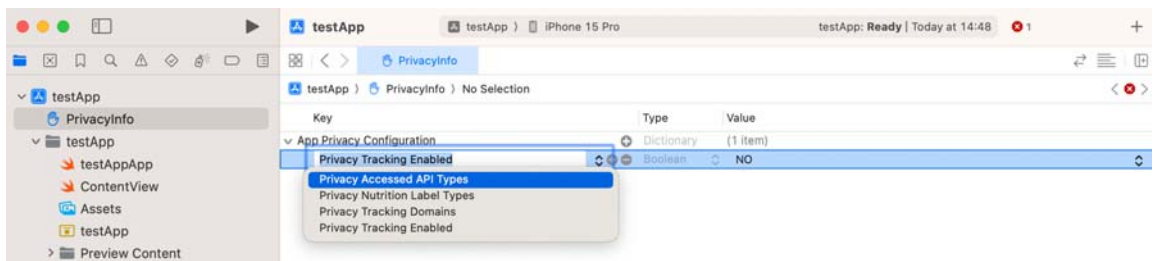 testApp
testApp 〉 iPhone 15 Pro
testApp: Ready | Today at 14:48
1
PrivacyInfo
testApp 〉 PrivacyInfo 〉 No Selection
testApp
PrivacyInfo
testApp
testAppApp
ContentView
Assets
testApp
Preview Content
Key Type Value
App Privacy Configuration Dictionary (1 item)
Privacy Tracking Enabled Boolean NO
Privacy Accessed API Types
Privacy Nutrition Label Types
Privacy Tracking Domains
Privacy Tracking Enabled